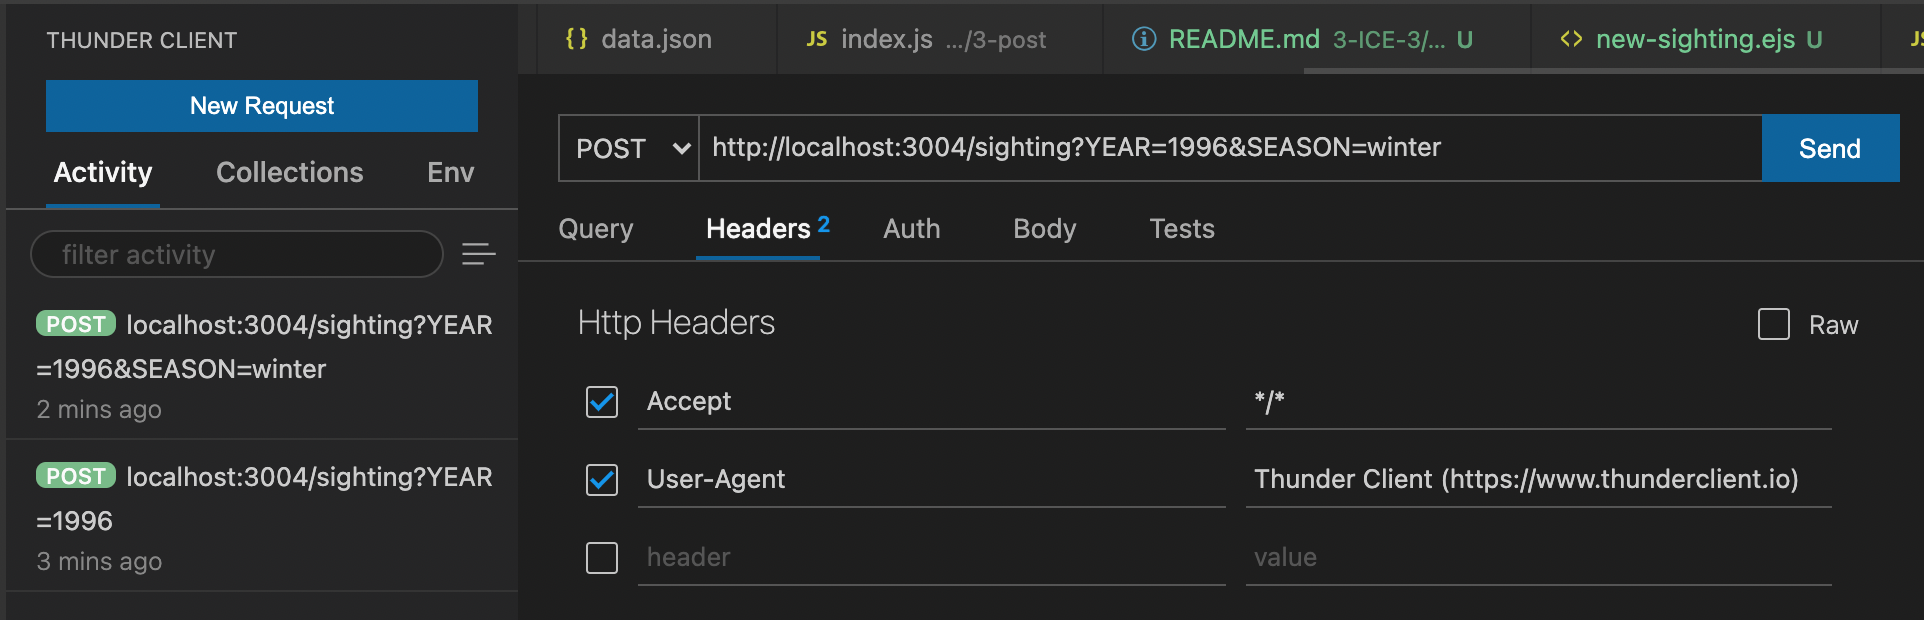 THUNDER CLIENT
New Request
Activity Collections Env
filter activity
POST localhost:3004/sighting?YEAR
=1996&SEASON=winter
2 mins ago
POST localhost:3004/sighting?YEAR
=1996
3 mins ago
{} data.json JS index.js .../3-post README.md 3-ICE-3/... U <> new-sighting.ejs U JS
POST http://localhost:3004/sighting?YEAR=1996&SEASON=winter Send
Query Headers 2 Auth Body Tests
Http Headers Raw
Accept */*
User-Agent Thunder Client (https://www.thunderclient.io)
header value